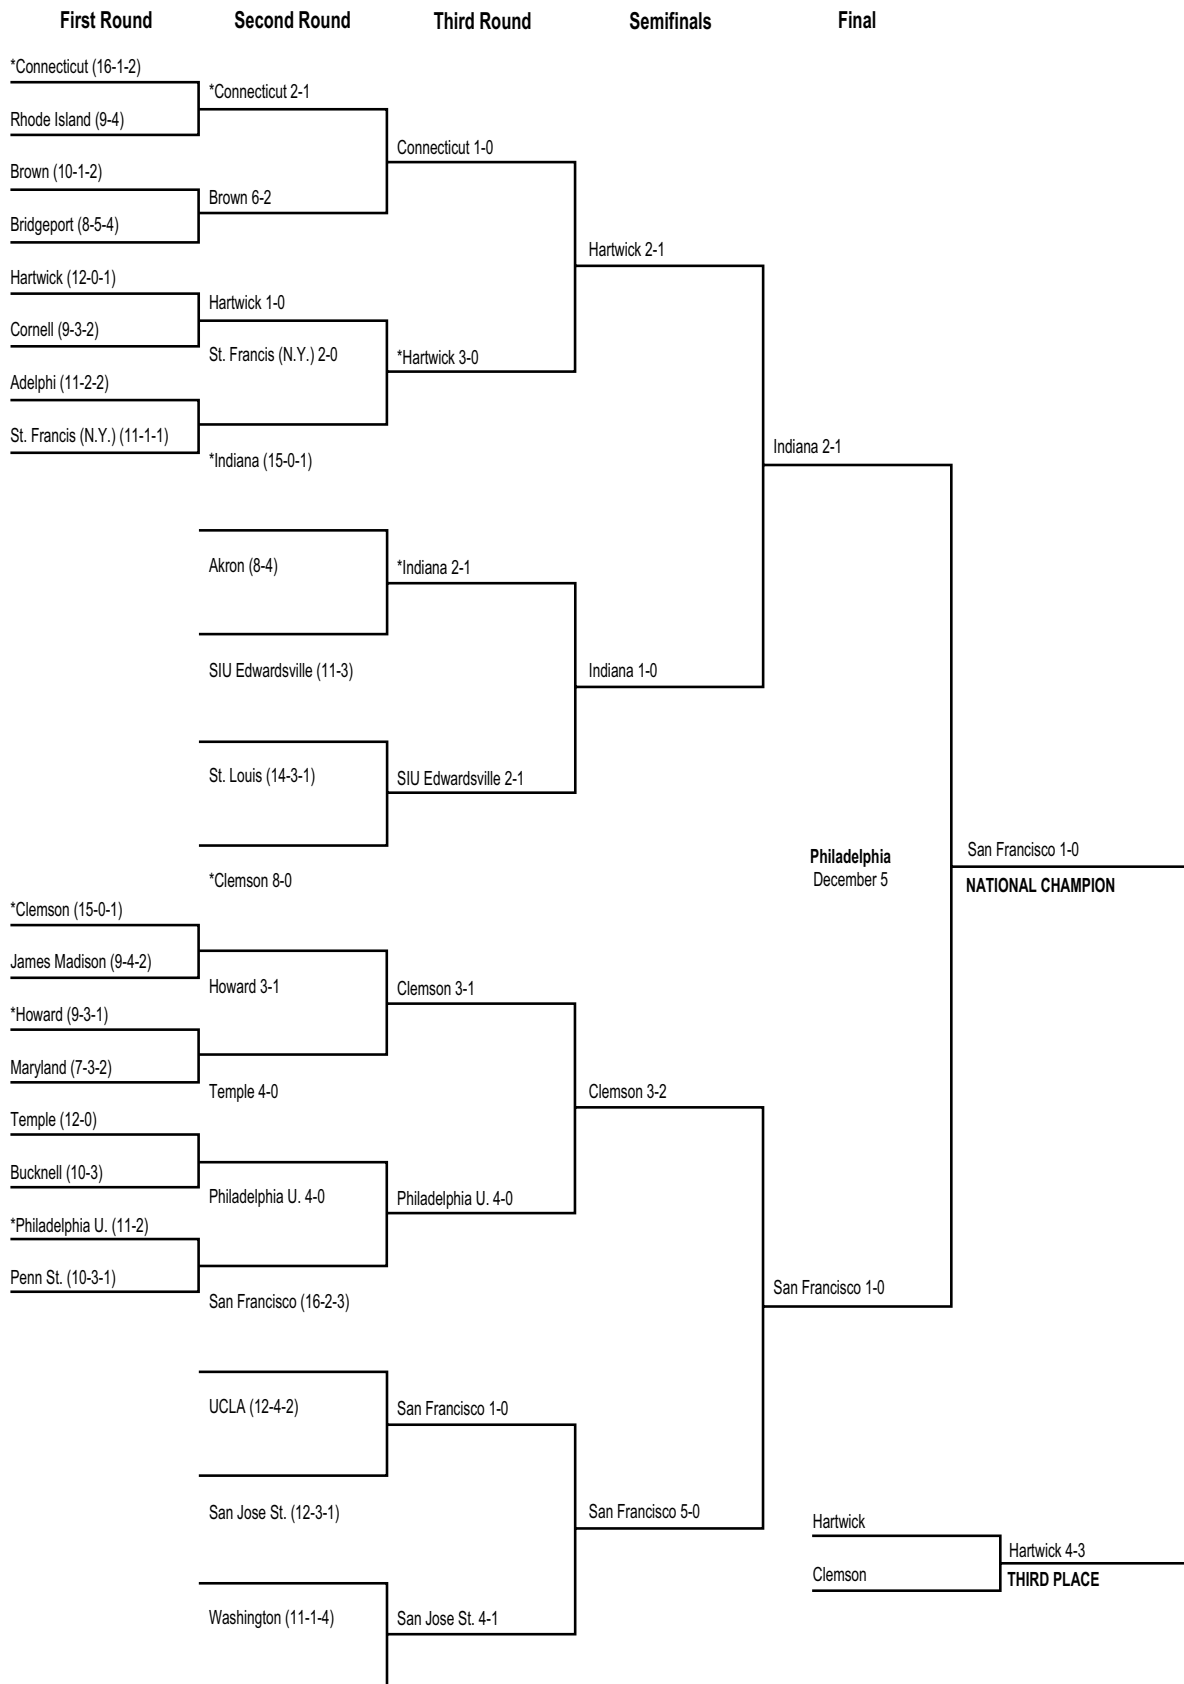 First Round
Second Round
Third Round
Semifinals
Final
*Connecticut (16-1-2)
Rhode Island (9-4)
Brown (10-1-2)
Bridgeport (8-5-4)
Hartwick (12-0-1)
Cornell (9-3-2)
Adelphi (11-2-2)
St. Francis (N.Y.) (11-1-1)
*Clemson (15-0-1)
James Madison (9-4-2)
*Howard (9-3-1)
Maryland (7-3-2)
Temple (12-0)
Bucknell (10-3)
*Philadelphia U. (11-2)
Penn St. (10-3-1)
*Connecticut 2-1
Brown 6-2
Hartwick 1-0
St. Francis (N.Y.) 2-0
*Indiana (15-0-1)
Akron (8-4)
SIU Edwardsville (11-3)
St. Louis (14-3-1)
*Clemson 8-0
Howard 3-1
Temple 4-0
Philadelphia U. 4-0
San Francisco (16-2-3)
UCLA (12-4-2)
San Jose St. (12-3-1)
Washington (11-1-4)
Connecticut 1-0
*Hartwick 3-0
*Indiana 2-1
SIU Edwardsville 2-1
Clemson 3-1
Philadelphia U. 4-0
San Francisco 1-0
San Jose St. 4-1
Hartwick 2-1
Indiana 1-0
Clemson 3-2
San Francisco 5-0
Indiana 2-1
San Francisco 1-0
Philadelphia
December 5
San Francisco 1-0
NATIONAL CHAMPION
Hartwick
Clemson
Hartwick 4-3
THIRD PLACE